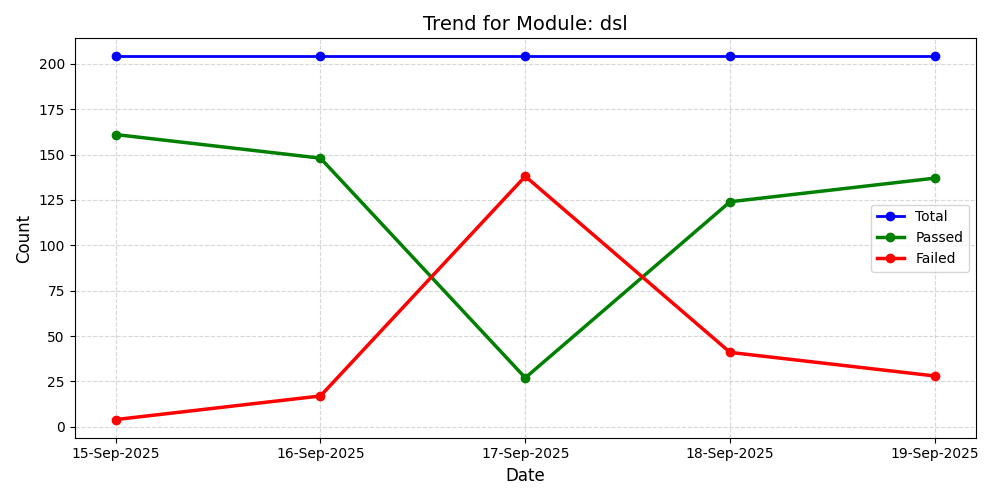 Trend for Module: dsl
Count
200
175
150
125
100
75
50
25
0
Total
Passed
Failed
15-Sep-2025
16-Sep-2025
17-Sep-2025
18-Sep-2025
19-Sep-2025
Date